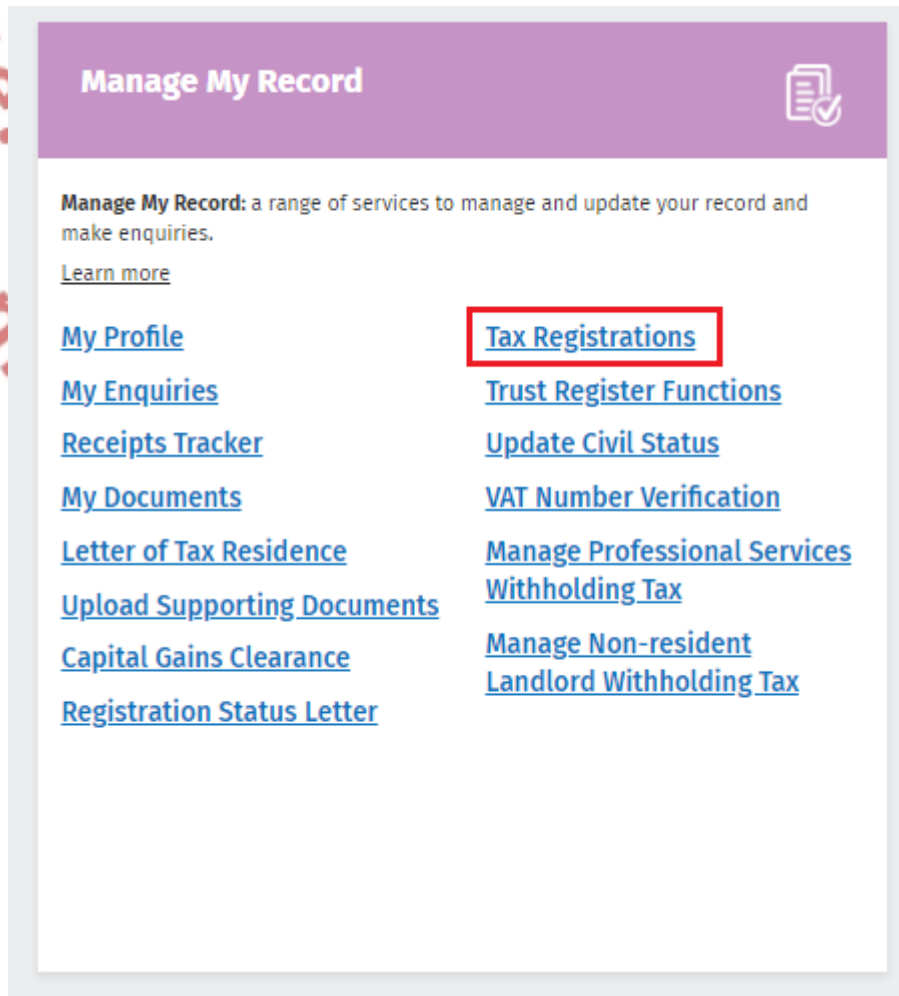 Manage My Record
Manage My Record: a range of services to manage and update your record and
make enquiries.
Learn more
My Profile
My Enquiries
Receipts Tracker
My Documents
Letter of Tax Residence
Upload Supporting Documents
Capital Gains Clearance
Registration Status Letter
Tax Registrations
Trust Register Functions
Update Civil Status
VAT Number Verification
Manage Professional Services
Withholding Tax
Manage Non-resident
Landlord Withholding Tax